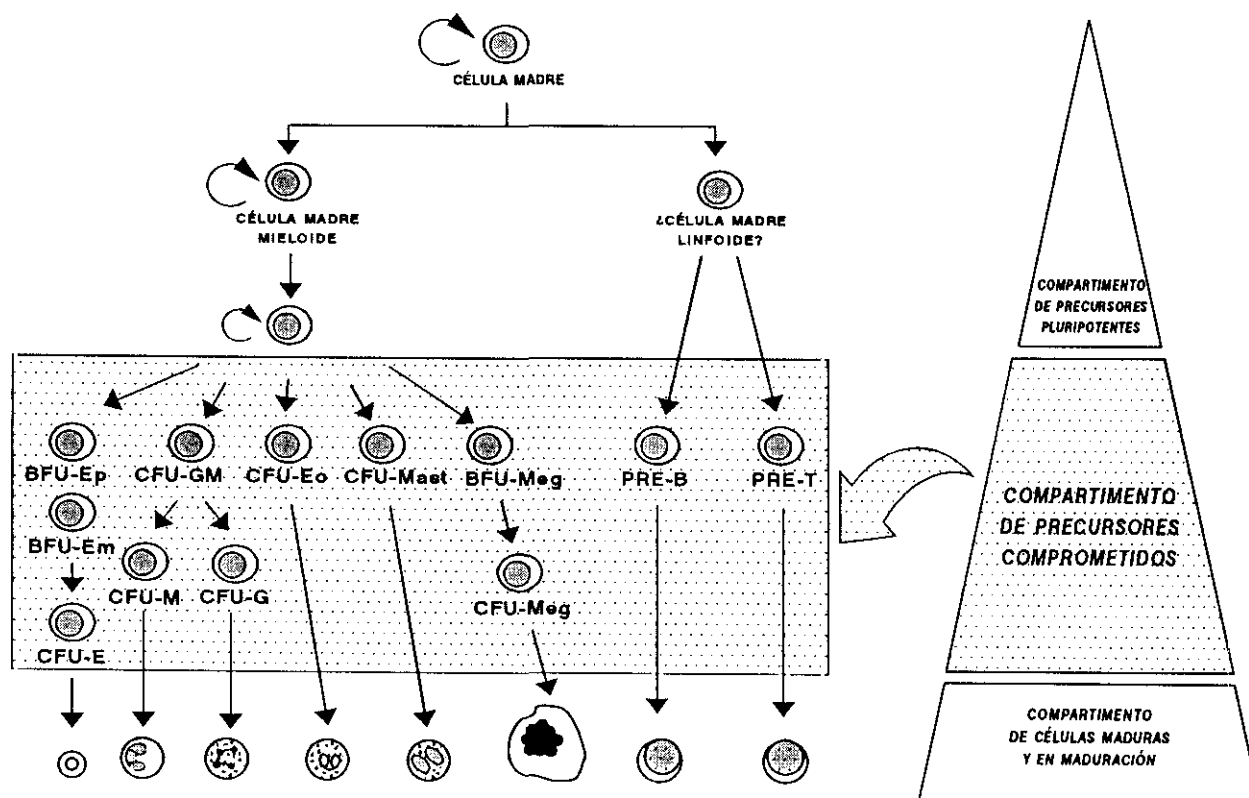 CÉLULA MADRE
CÉLULA MADRE
MIELOIDE
¿CÉLULA MADRE
LINFOIDE?
BFU-Ep
CFU-GM
CFU-Eo
CFU-Mast
BFU-Meg
PRE-B
PRE-T
BFU-Em
CFU-M
CFU-G
CFU-Meg
CFU-E
COMPARTIMENTO
DE PRECURSORES
PLURIPOTENTES
COMPARTIMENTO
DE PRECURSORES
COMPROMETIDOS
COMPARTIMENTO
DE CÉLULAS MADURAS
Y EN MADURACIÓN